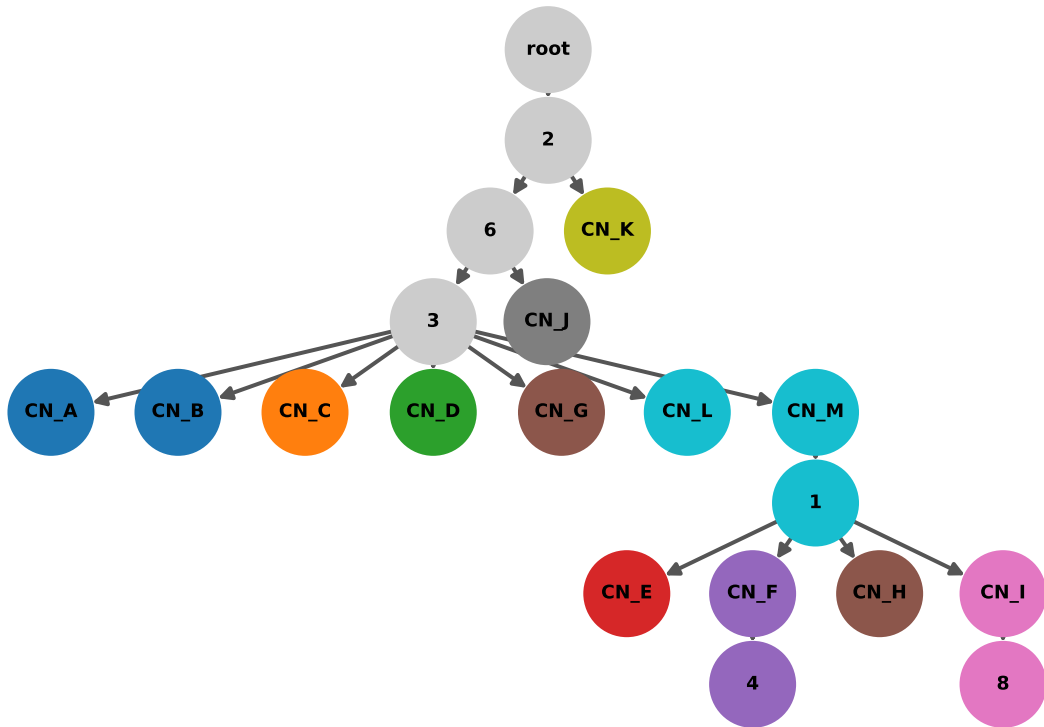 root
2
6
CN_K
3
CN_J
CN_A
CN_B
CN_C
CN_D
CN_G
CN_L
CN_M
1
CN_E
CN_F
CN_H
CN_I
4
8